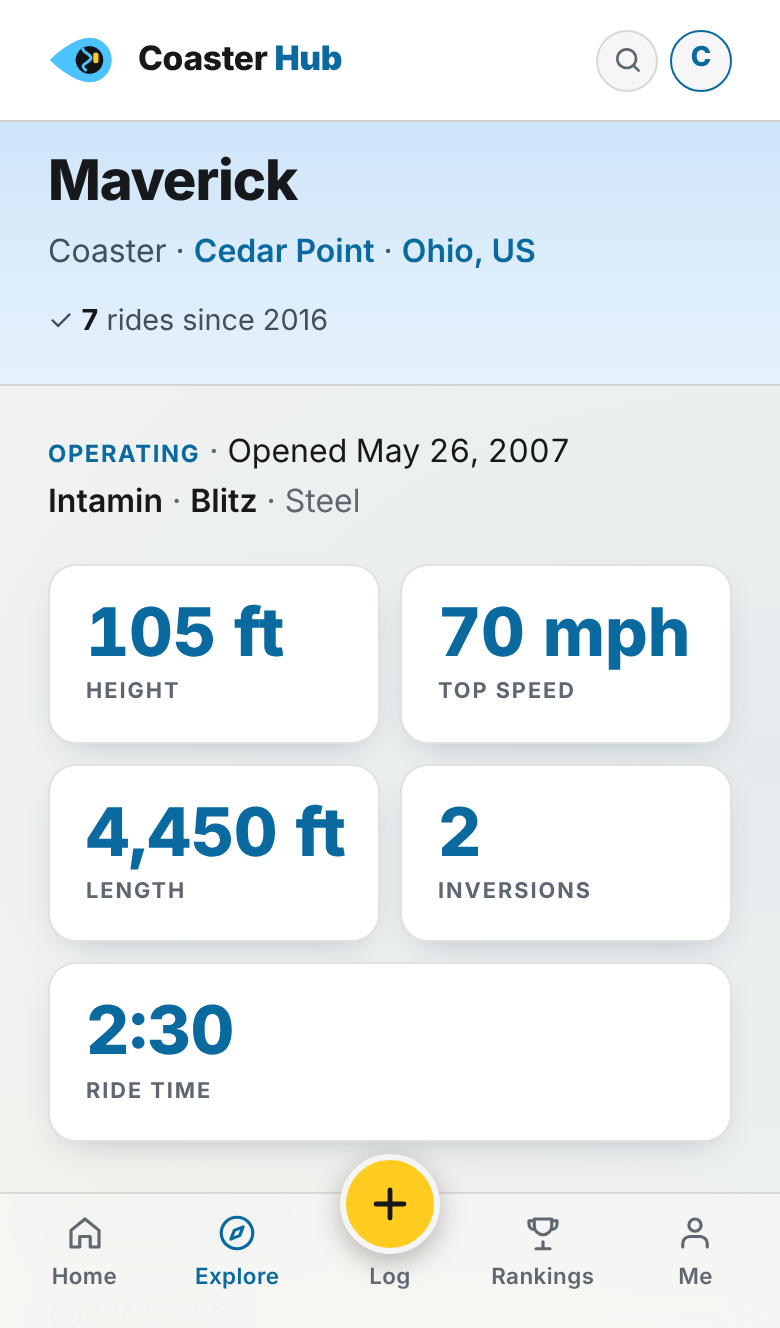 Coaster Hub
C
Maverick
Coaster · Cedar Point · Ohio, US
✓ 7 rides since 2016
OPERATING · Opened May 26, 2007
Intamin · Blitz · Steel
105 ft
HEIGHT
70 mph
TOP SPEED
4,450 ft
LENGTH
2
INVERSIONS
2:30
RIDE TIME
Home
Explore
Log
Rankings
Me